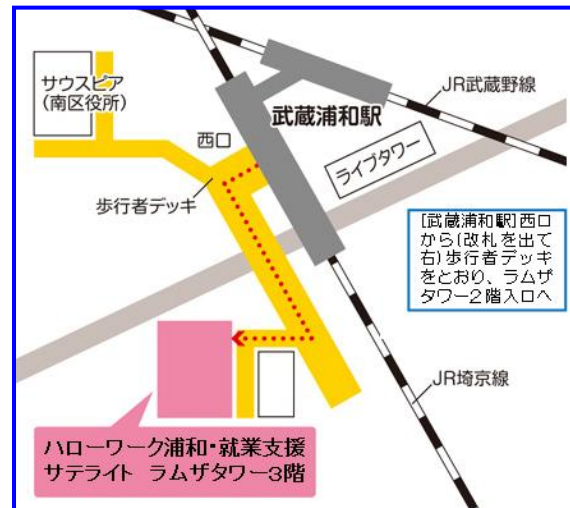 サウスピア
(南区役所)
JR武蔵野線
武蔵浦和駅
西口
ライブタワー
歩行者デッキ
[武蔵浦和駅]西口
から(改札を出て
右)歩行者デッキ
をとおり、ラムザ
タワー2階入口へ
JR埼京線
ハローワーク浦和・就業支援
サテライト ラムザタワー3階